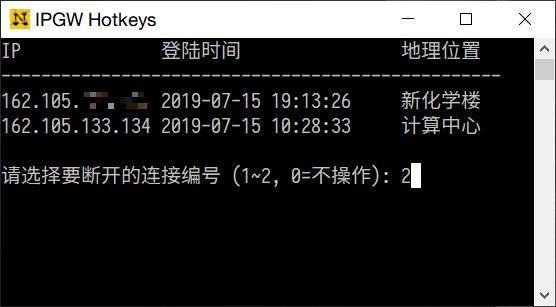 IPGW Hotkeys
IP 登陆时间 地理位置
--------------------------------------------------
162.105. 2019-07-15 19:13:26 新化学楼
162.105.133.134 2019-07-15 10:28:33 计算中心
请选择要断开的连接编号 (1~2, 0=不操作): 2